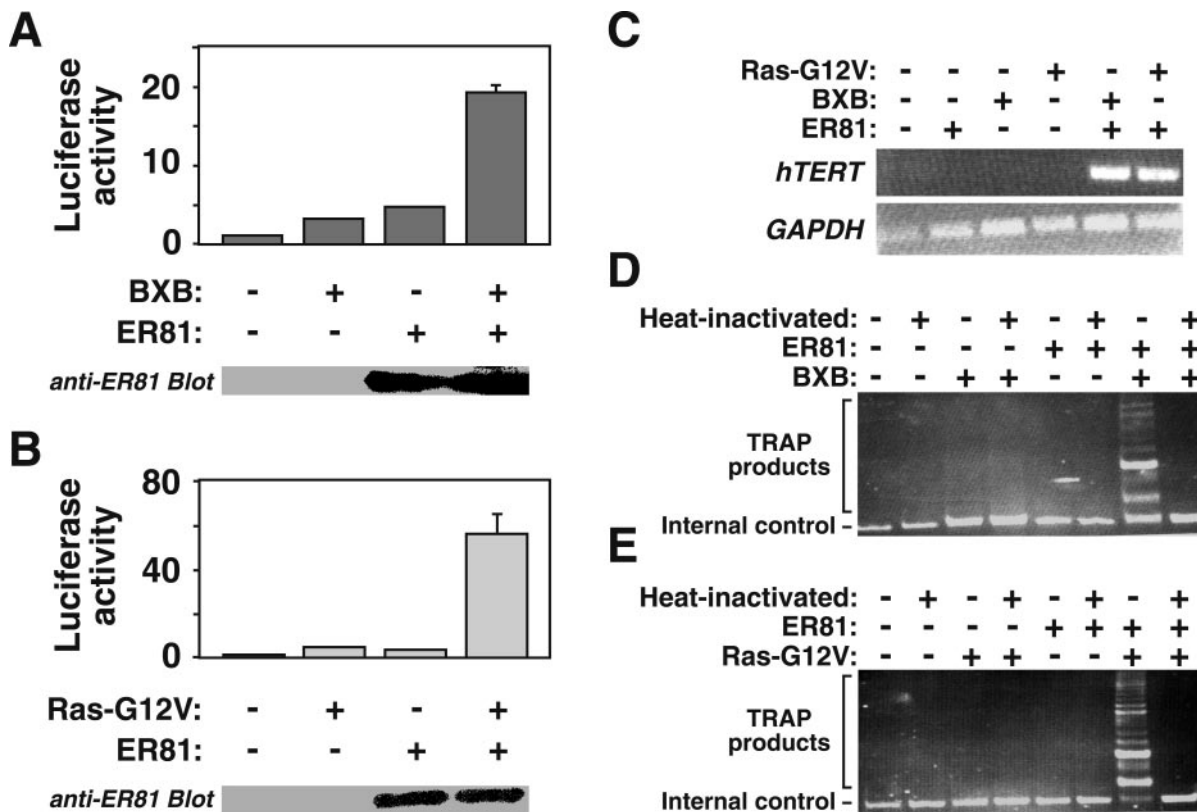 A
Luciferase
activity
20
10
0
BXB: - + - +
ER81: - - + +
anti-ER81 Blot
B
Luciferase
activity
80
40
0
Ras-G12V: - + - +
ER81: - - + +
anti-ER81 Blot
C
Ras-G12V: - - - + - +
BXB: - - + - + -
ER81: - + - - + +
hTERT
GAPDH
D
Heat-inactivated: - + - + - + - +
ER81: - - - - + + + +
BXB: - - + + - - + +
TRAP
products
Internal control
E
Heat-inactivated: - + - + - + - +
ER81: - - - - + + + +
Ras-G12V: - - + + - - + +
TRAP
products
Internal control